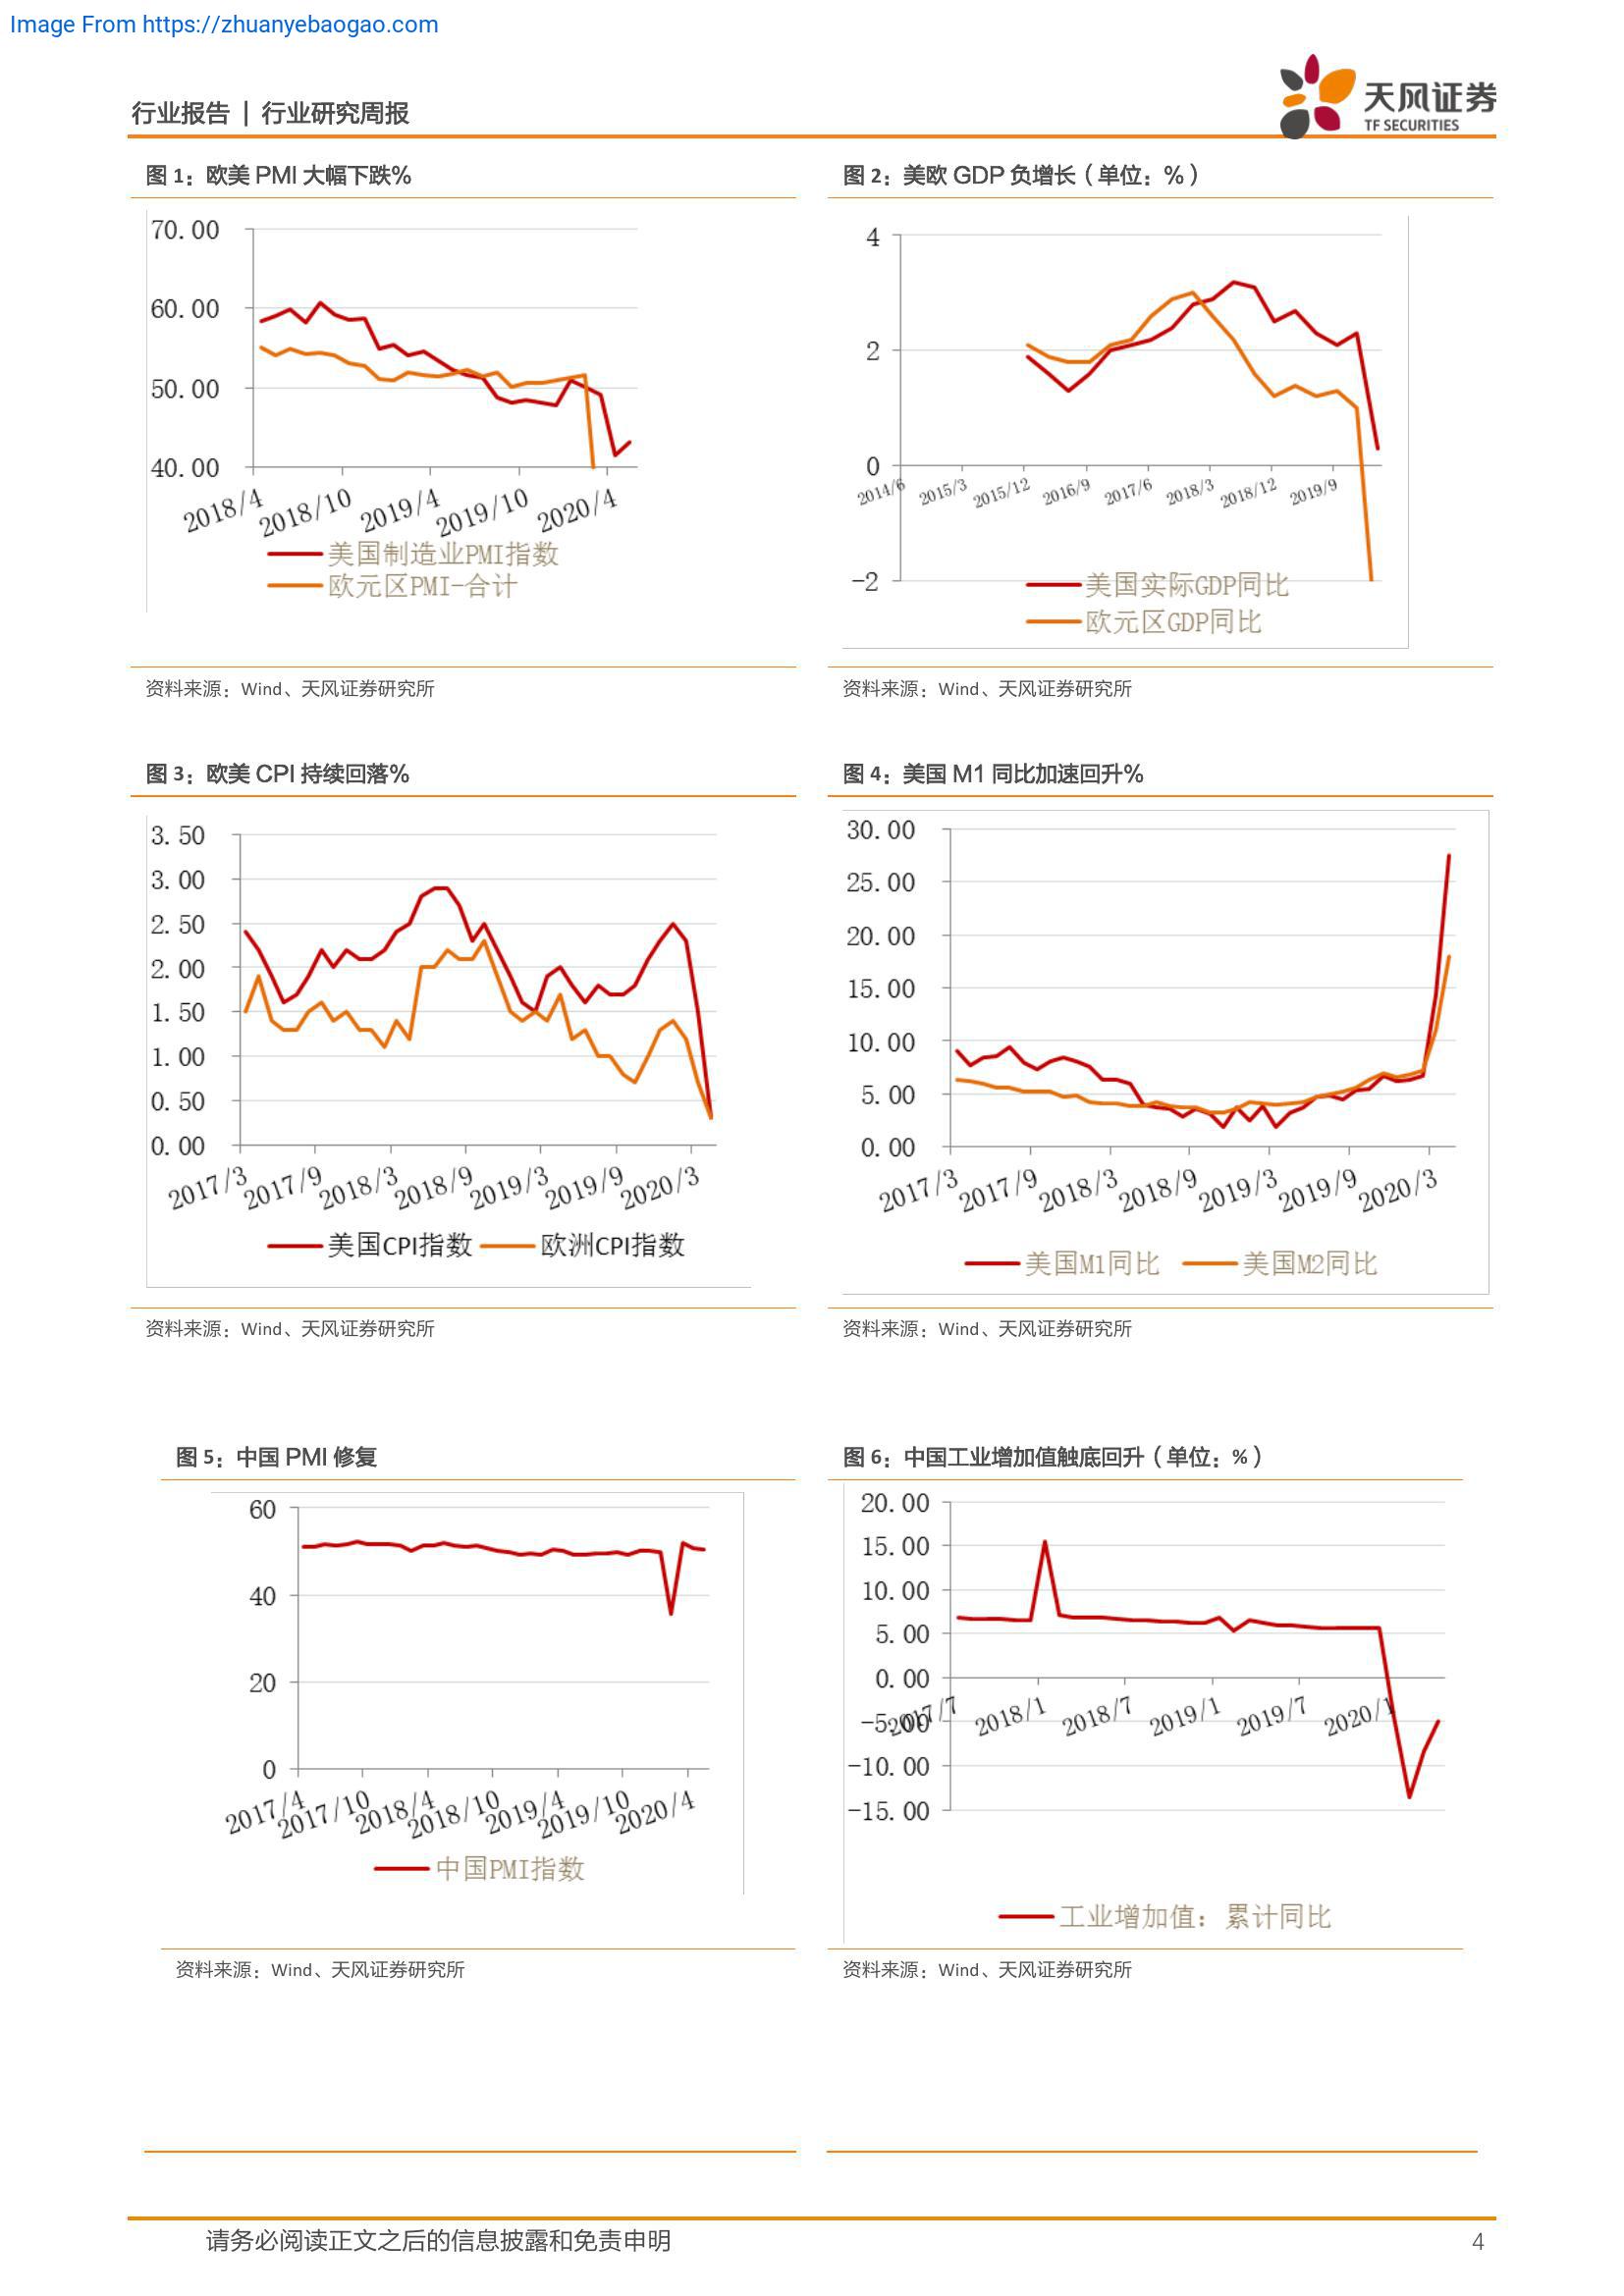 Image From https://zhuanyebaogao.com
行业报告 | 行业研究周报
天风证券
TF SECURITIES
图 1：欧美 PMI 大幅下跌%
70.00
60.00
50.00
40.00
2018/4
2018/10
2019/4
2019/10
2020/4
美国制造业PMI指数
欧元区PMI-合计
资料来源：Wind、天风证券研究所
图 2：美欧 GDP 负增长（单位：%）
4
2
0
-2
2014/6
2015/3
2015/12
2016/9
2017/6
2018/3
2018/12
2019/9
美国实际GDP同比
欧元区GDP同比
资料来源：Wind、天风证券研究所
图 3：欧美 CPI 持续回落%
3.50
3.00
2.50
2.00
1.50
1.00
0.50
0.00
2017/3
2017/9
2018/3
2018/9
2019/3
2019/9
2020/3
美国CPI指数
欧洲CPI指数
资料来源：Wind、天风证券研究所
图 4：美国 M1 同比加速回升%
30.00
25.00
20.00
15.00
10.00
5.00
0.00
2017/3
2017/9
2018/3
2018/9
2019/3
2019/9
2020/3
美国M1同比
美国M2同比
资料来源：Wind、天风证券研究所
图 5：中国 PMI 修复
60
40
20
0
2017/4
2017/10
2018/4
2018/10
2019/4
2019/10
2020/4
中国PMI指数
资料来源：Wind、天风证券研究所
图 6：中国工业增加值触底回升（单位：%）
20.00
15.00
10.00
5.00
0.00
-5.00
-10.00
-15.00
2017/7
2018/1
2018/7
2019/1
2019/7
2020/1
工业增加值：累计同比
资料来源：Wind、天风证券研究所
请务必阅读正文之后的信息披露和免责申明
4